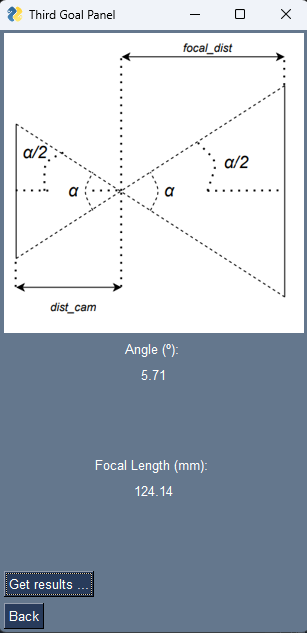 Third Goal Panel
focal_dist
α/2
α/2
α
α
dist_cam
Angle (º):
5.71
Focal Length (mm):
124.14
Get results ...
Back